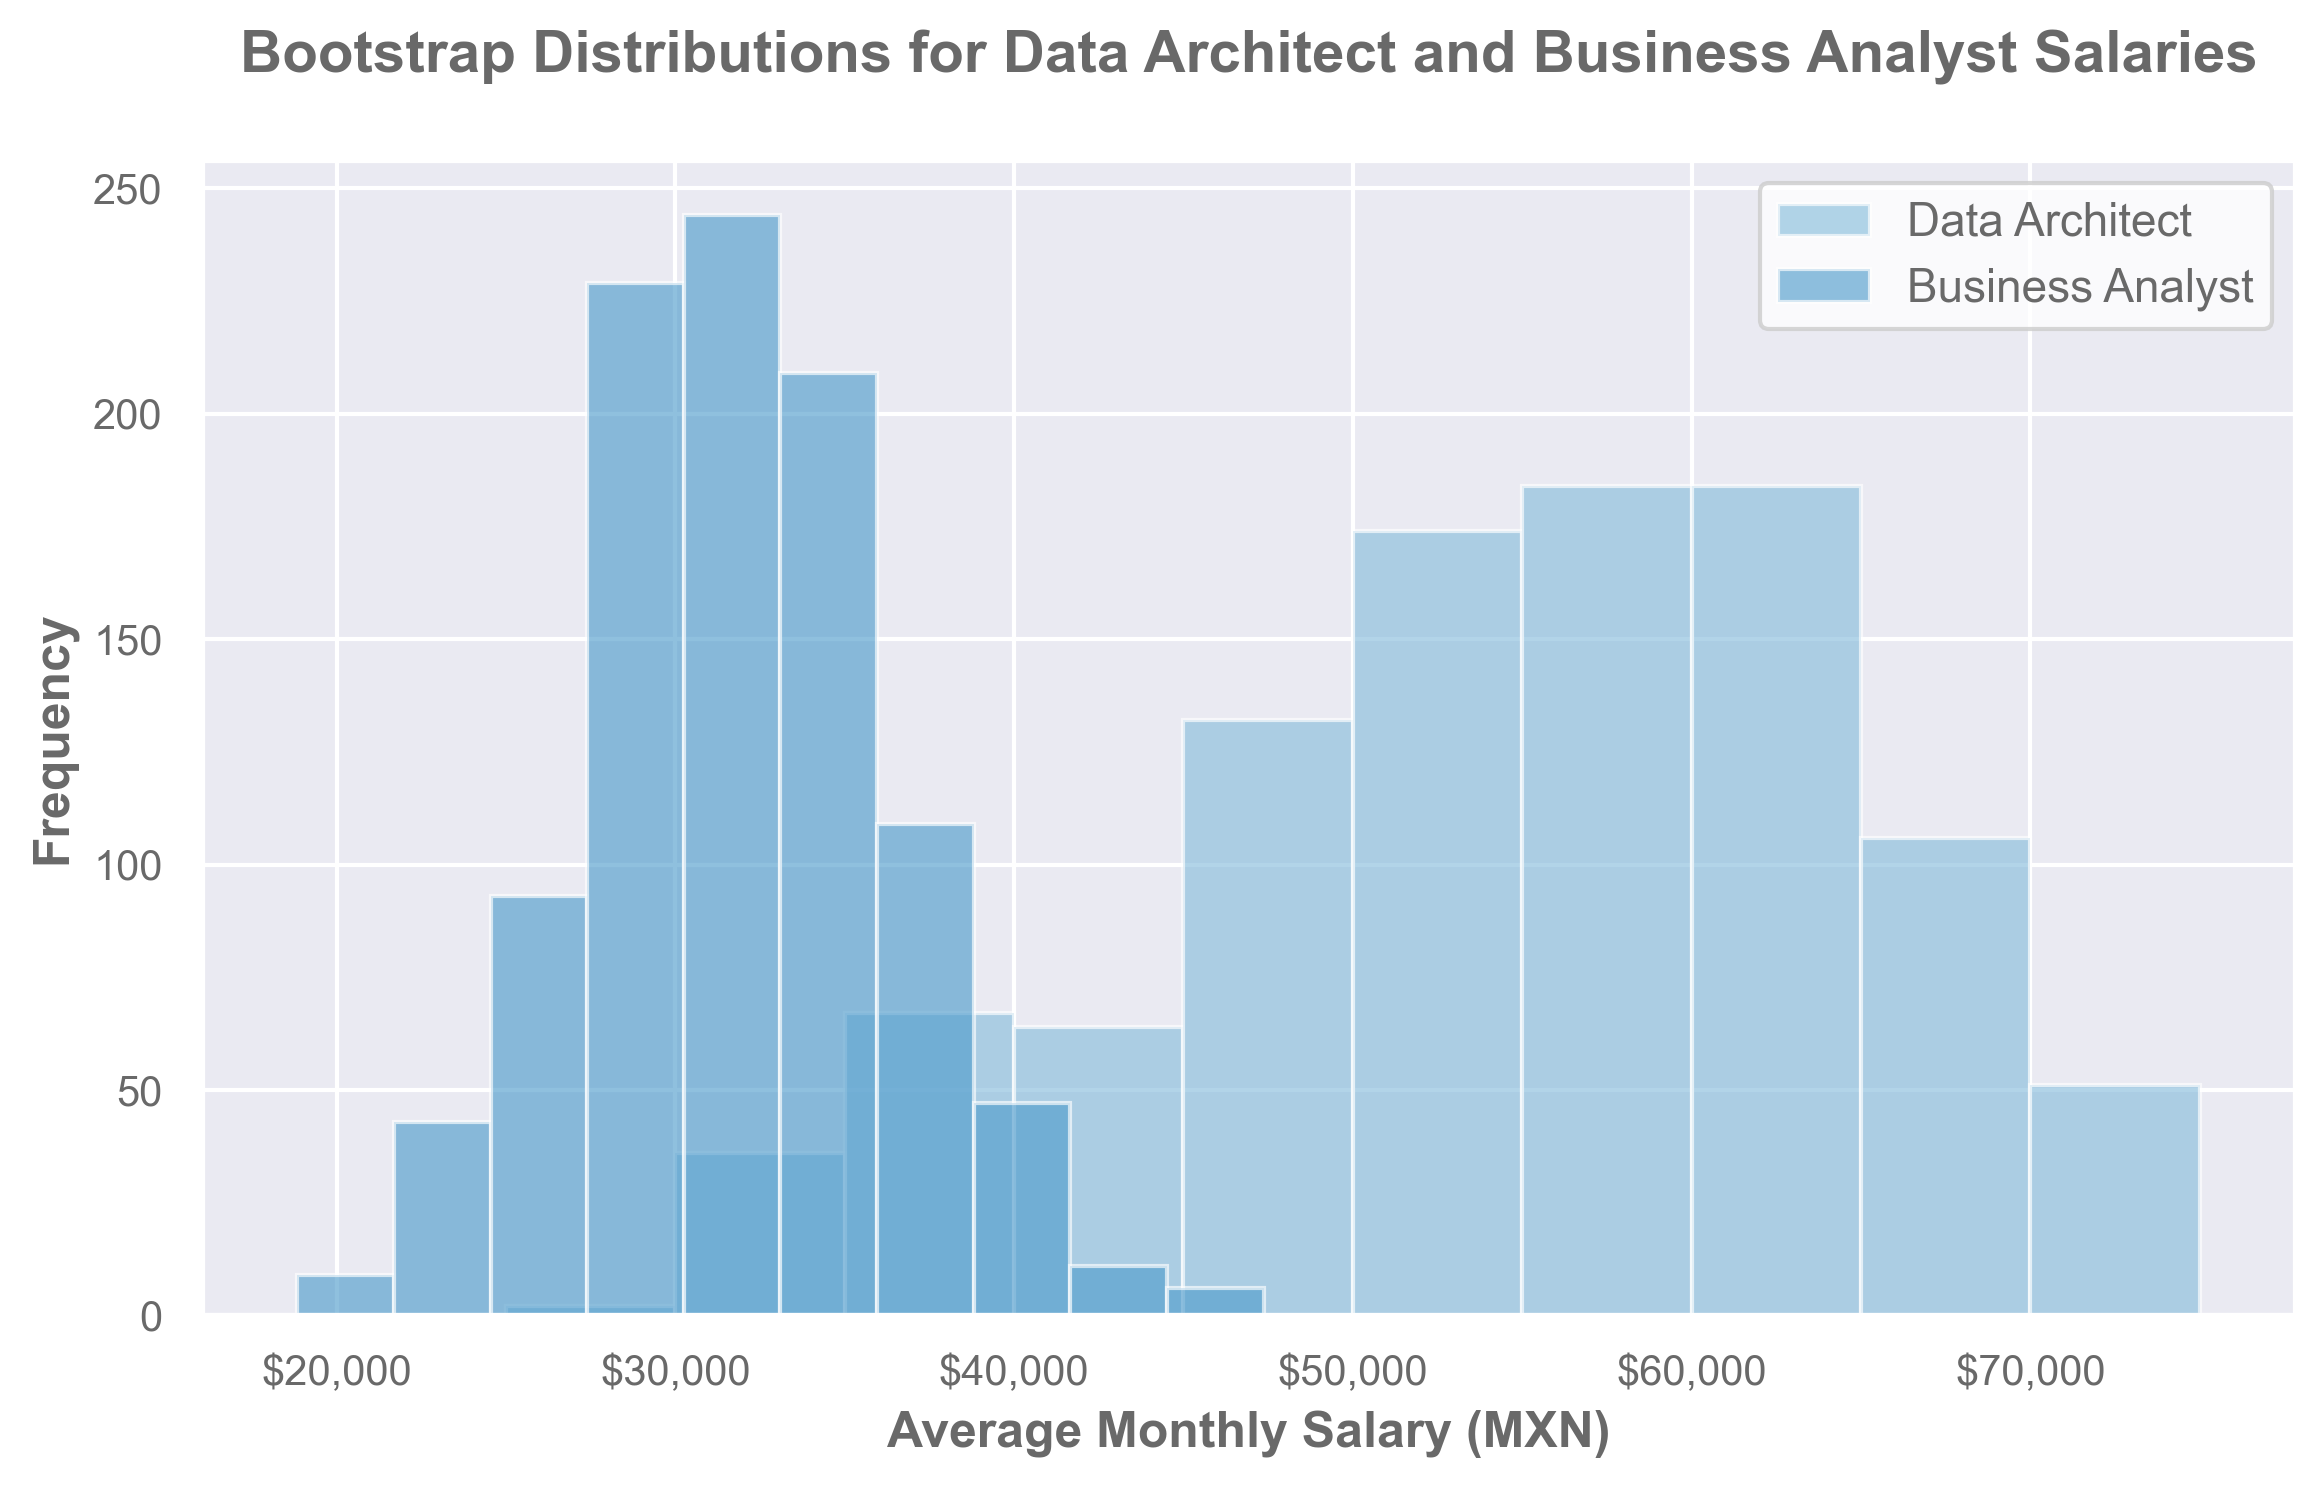 Bootstrap Distributions for Data Architect and Business Analyst Salaries
250
200
150
100
50
0
Frequency
Data Architect
Business Analyst
$20,000 $30,000 $40,000 $50,000 $60,000 $70,000
Average Monthly Salary (MXN)